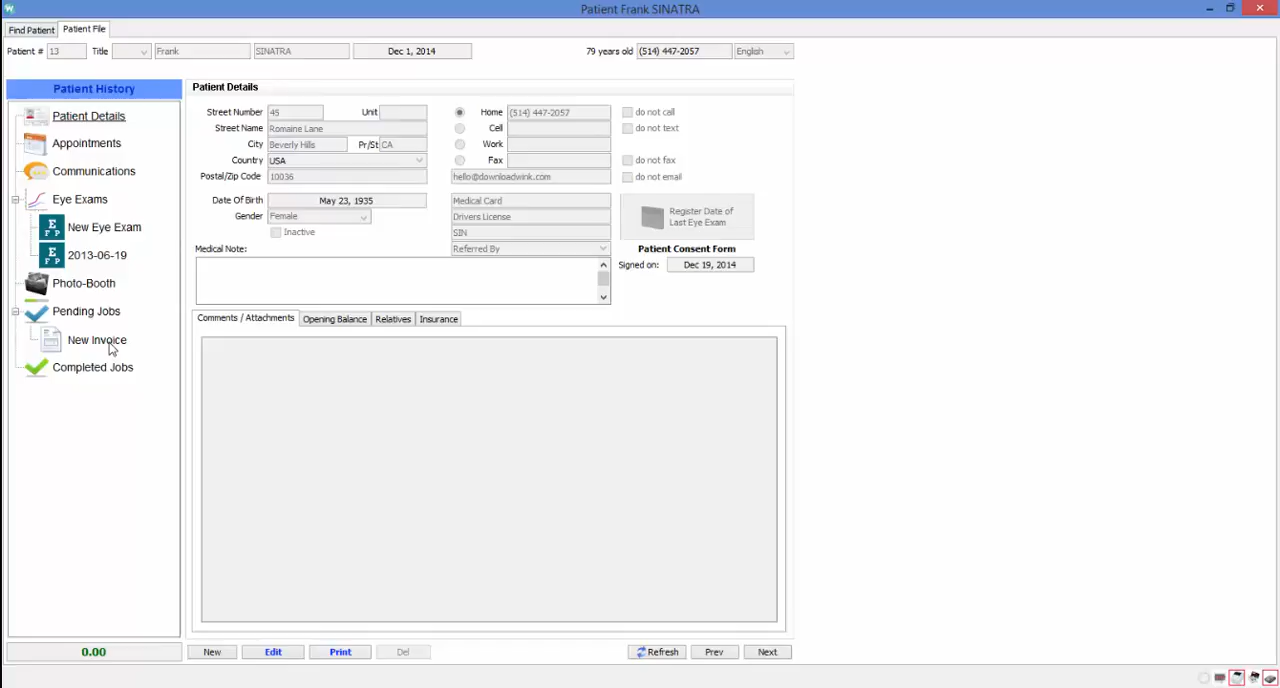 Patient Frank SINATRA
Find Patient Patient File
Patient # 13 Title Frank SINATRA Dec 1, 2014 79 years old (514) 447-2057 English
Patient History
Patient Details
Appointments
Communications
Eye Exams
New Eye Exam
2013-06-19
Photo-Booth
Pending Jobs
New Invoice
Completed Jobs
0.00
Patient Details
Street Number 45 Unit
Street Name Romaine Lane
City Beverly Hills Pr/St CA
Country USA
Postal/Zip Code 10036
Home (514) 447-2057 do not call
Cell do not text
Work
Fax do not fax
hello@downloadwink.com do not email
Date Of Birth May 23, 1935
Gender Female
Inactive
Medical Card
Drivers License
SIN
Referred By
Register Date of
Last Eye Exam
Patient Consent Form
Signed on: Dec 19, 2014
Medical Note:
Comments / Attachments Opening Balance Relatives Insurance
New Edit Print Del Refresh Prev Next